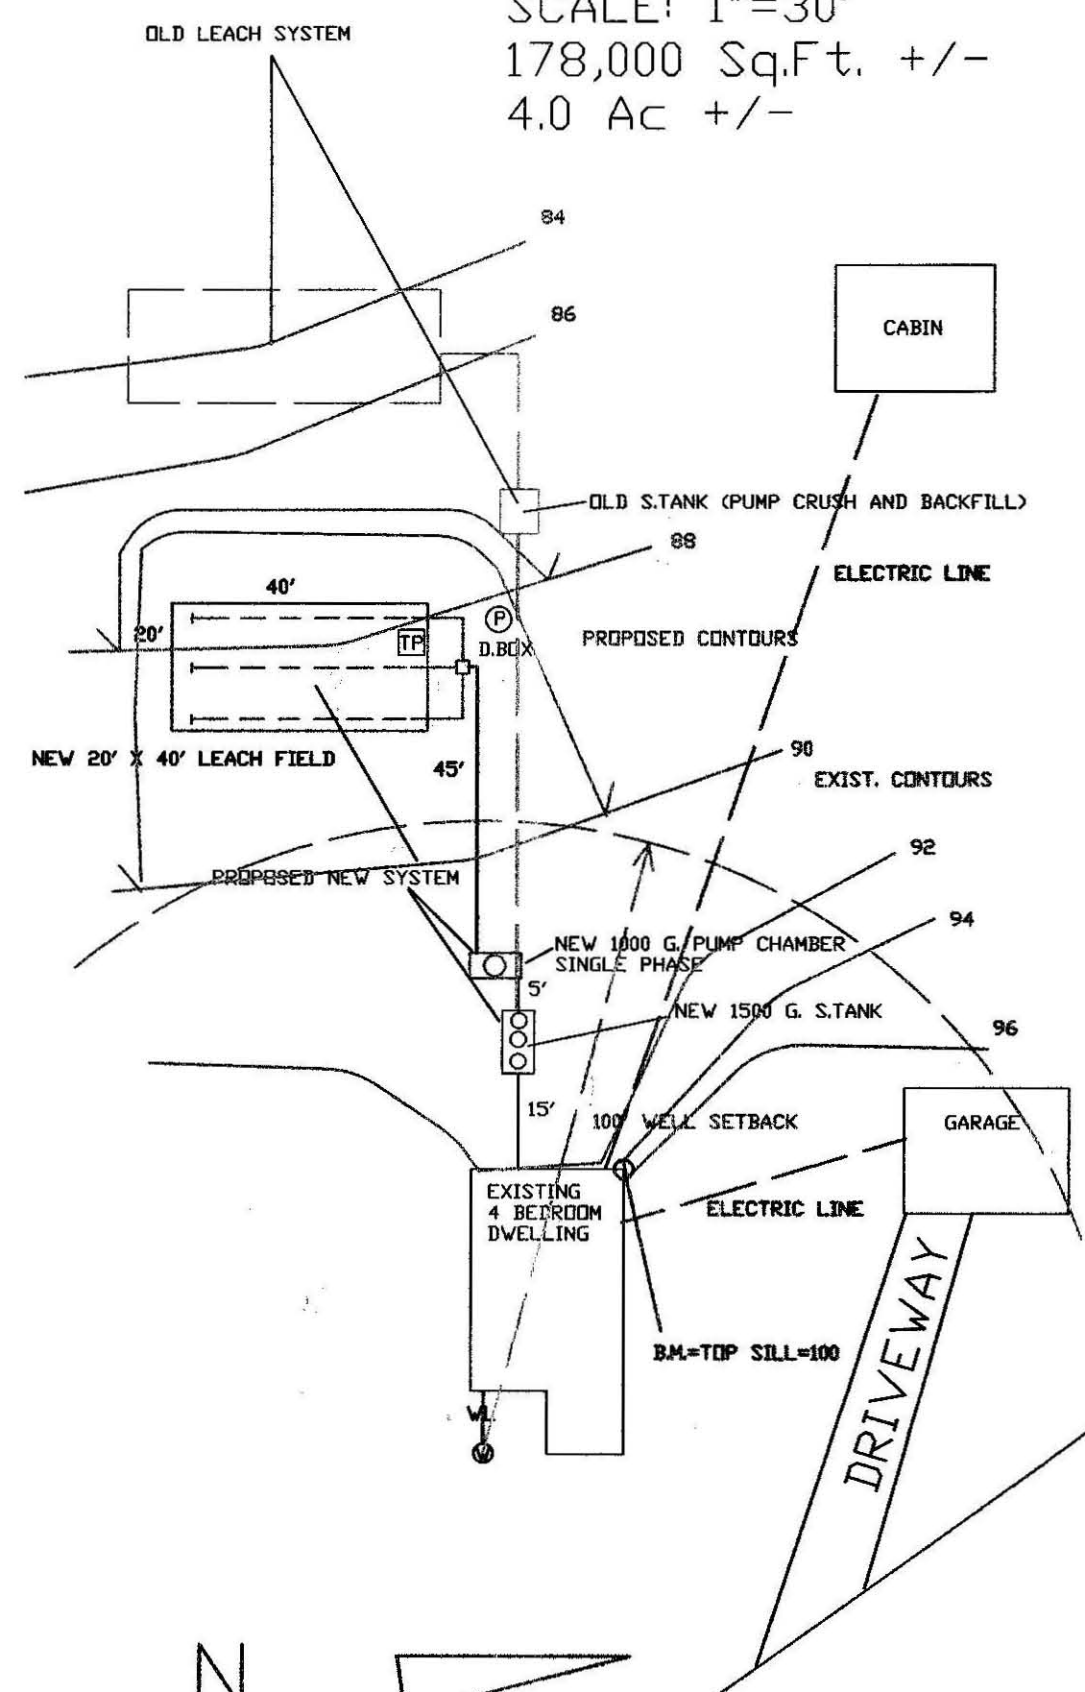 SCALE: 1"=30'
178,000 Sq.Ft. +/-
4.0 Ac +/-
OLD LEACH SYSTEM
84
86
CABIN
OLD S.TANK (PUMP CRUSH AND BACKFILL)
88
ELECTRIC LINE
40'
20'
P
TP
D.BOX
PROPOSED CONTOURS
NEW 20' X 40' LEACH FIELD
45'
90
EXIST. CONTOURS
92
PROPOSED NEW SYSTEM
94
NEW 1000 G. PUMP CHAMBER
SINGLE PHASE
5'
NEW 1500 G. S.TANK
96
15'
100' WELL SETBACK
GARAGE
EXISTING
4 BEDROOM
DWELLING
ELECTRIC LINE
B.M.=TOP SILL=100
DRIVEWAY
WL
W
N